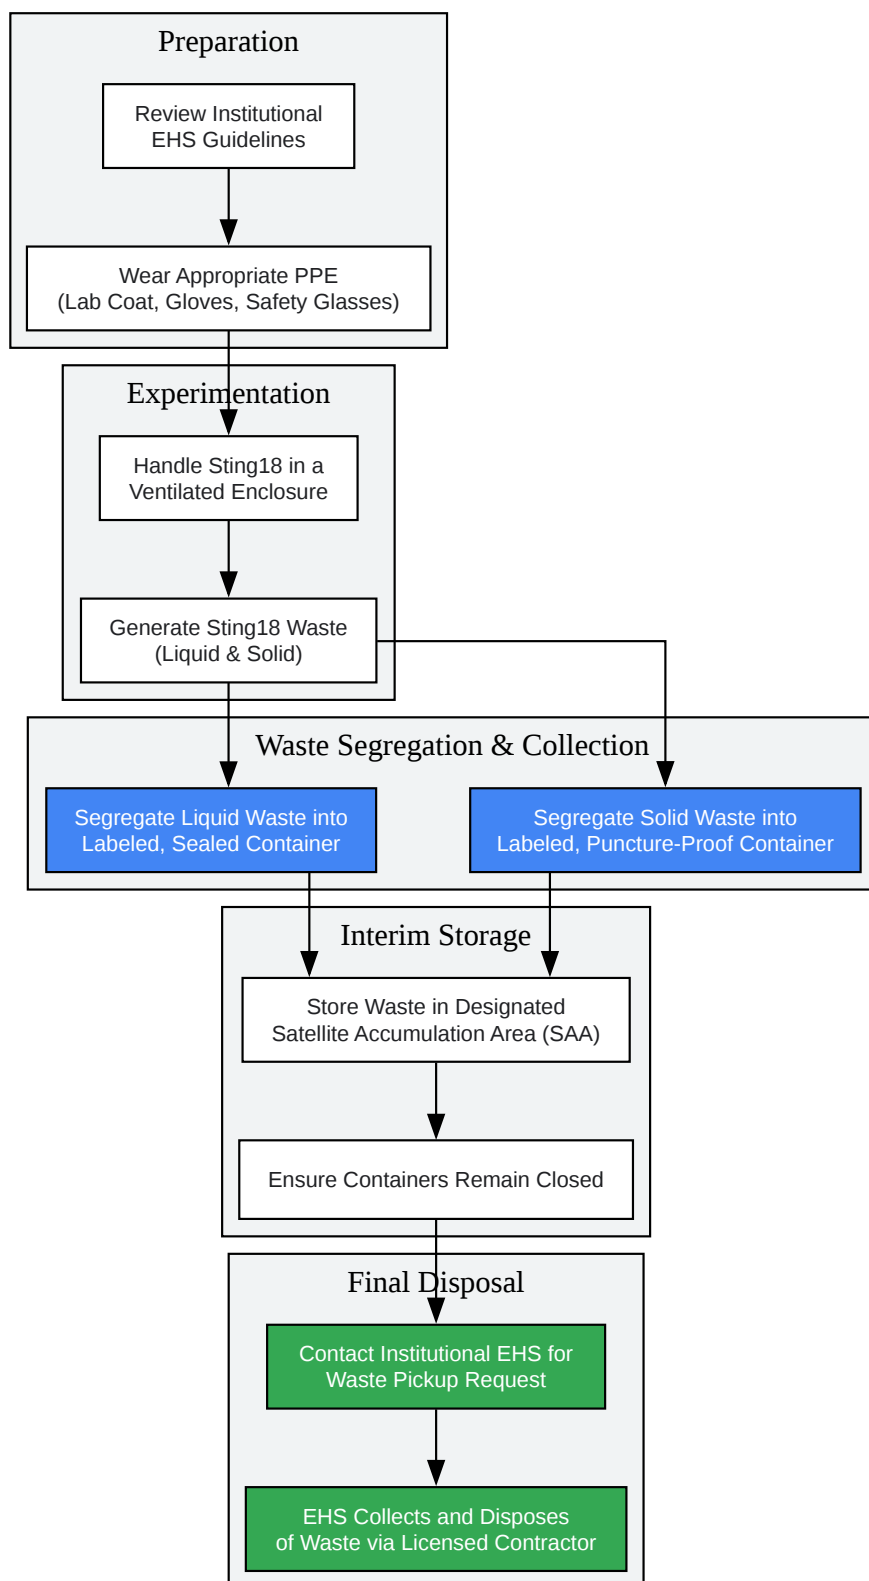 Preparation
Review Institutional
EHS Guidelines
Wear Appropriate PPE
(Lab Coat, Gloves, Safety Glasses)
Experimentation
Handle Sting18 in a
Ventilated Enclosure
Generate Sting18 Waste
(Liquid & Solid)
Waste Segregation & Collection
Segregate Liquid Waste into
Labeled, Sealed Container
Segregate Solid Waste into
Labeled, Puncture-Proof Container
Interim Storage
Store Waste in Designated
Satellite Accumulation Area (SAA)
Ensure Containers Remain Closed
Final Disposal
Contact Institutional EHS for
Waste Pickup Request
EHS Collects and Disposes
of Waste via Licensed Contractor